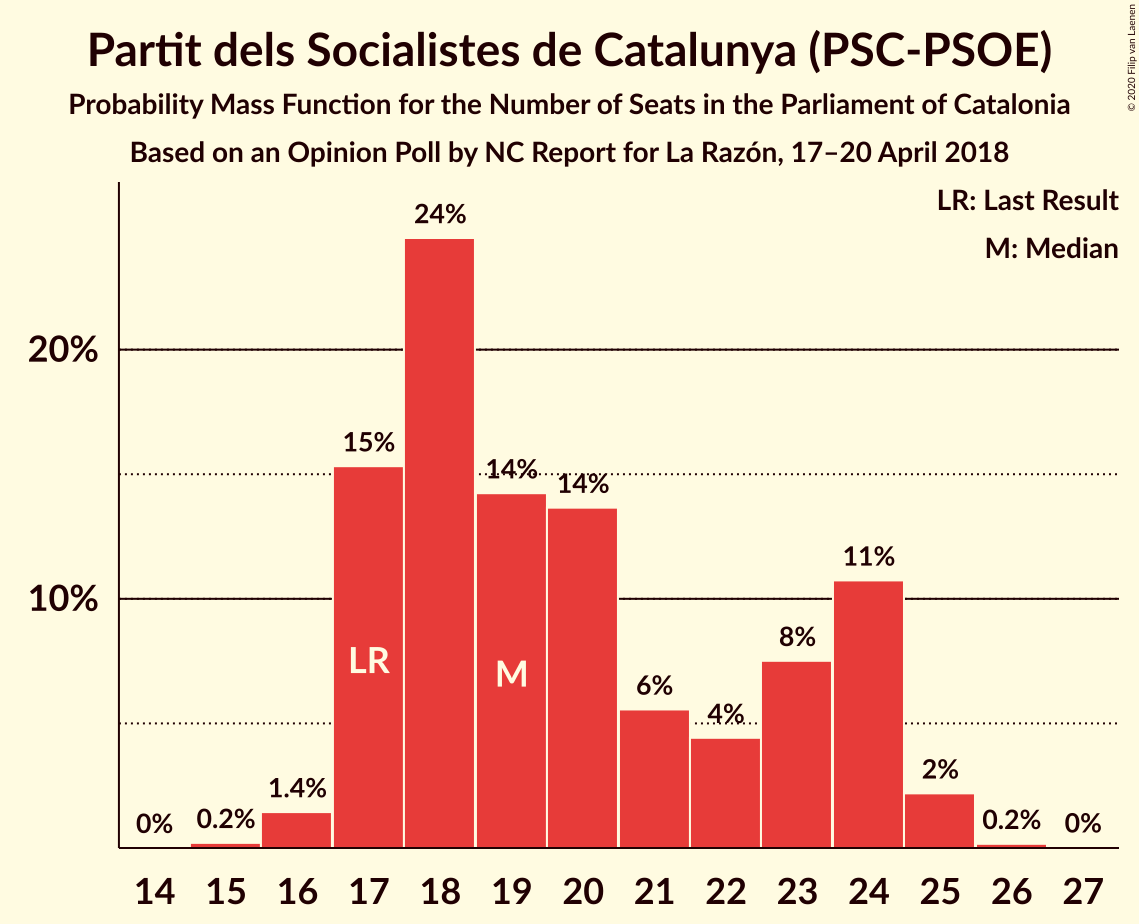 Partit dels Socialistes de Catalunya (PSC-PSOE)
Probability Mass Function for the Number of Seats in the Parliament of Catalonia
Based on an Opinion Poll by NC Report for La Razón, 17–20 April 2018
© 2020 Filip van Laenen
LR: Last Result
M: Median
20%
10%
0%
0.2%
1.4%
15%
24%
14%
14%
6%
4%
8%
11%
2%
0.2%
0%
LR
M
14 15 16 17 18 19 20 21 22 23 24 25 26 27